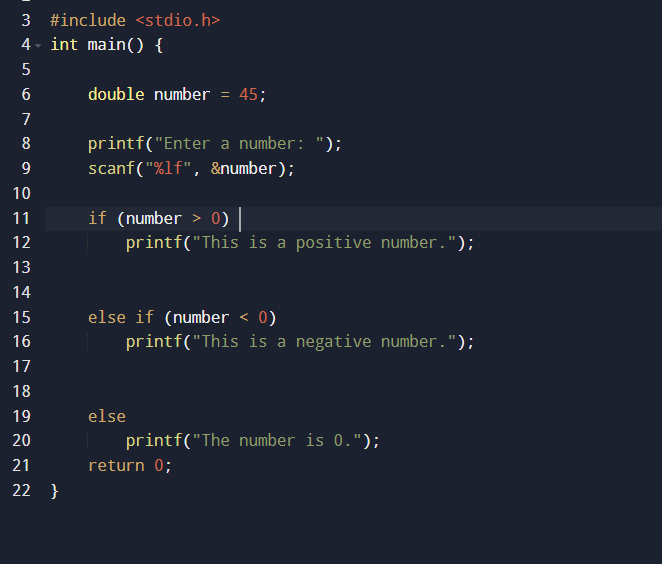 3 #include <stdio.h>
4 int main() {
5
6     double number = 45;
7
8     printf("Enter a number: ");
9     scanf("%lf", &number);
10
11     if (number > 0)
12         printf("This is a positive number.");
13
14
15     else if (number < 0)
16         printf("This is a negative number.");
17
18
19     else
20         printf("The number is 0.");
21     return 0;
22 }